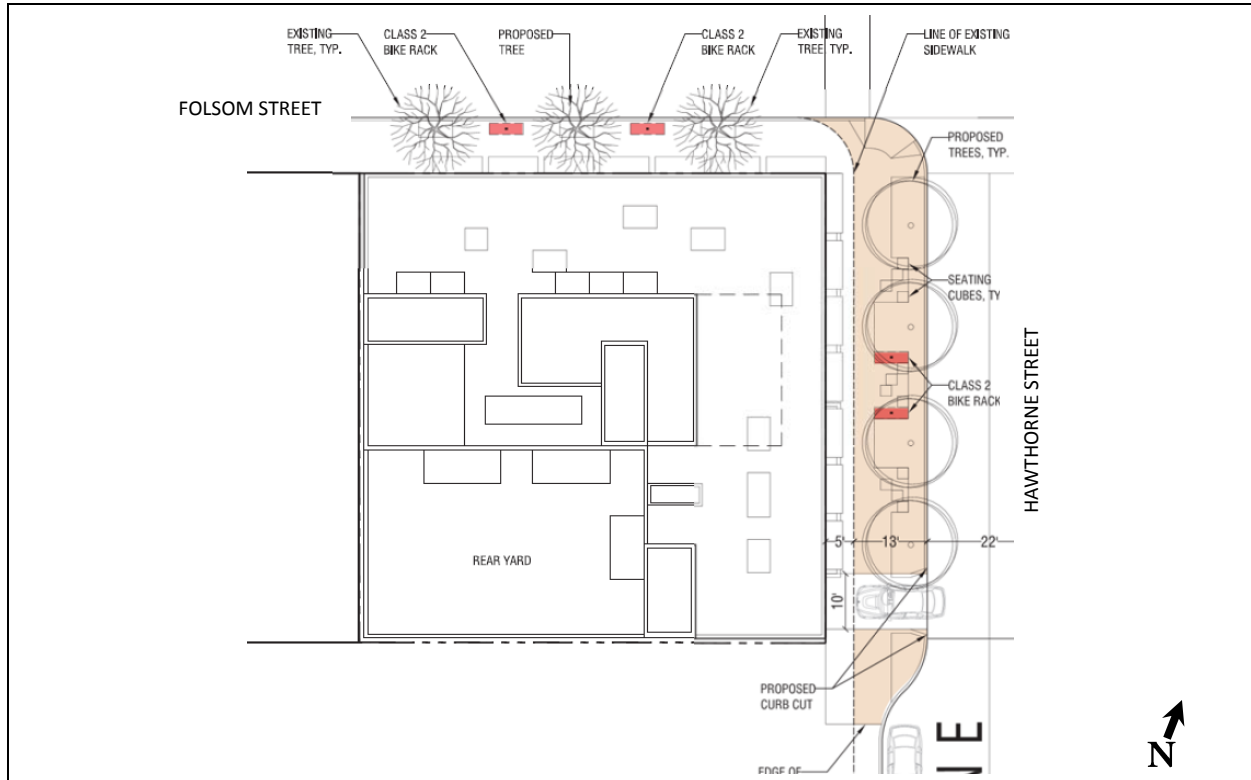 EXISTING
TREE, TYP.
CLASS 2
BIKE RACK
PROPOSED
TREE
CLASS 2
BIKE RACK
EXISTING
TREE, TYP.
LINE OF EXISTING
SIDEWALK
FOLSOM STREET
PROPOSED
TREES, TYP.
SEATING
CUBES, TY
HAWTHORNE STREET
CLASS 2
BIKE RACK
5'
13'
22'
REAR YARD
10'
PROPOSED
CURB CUT
EDGE OF
NE
N